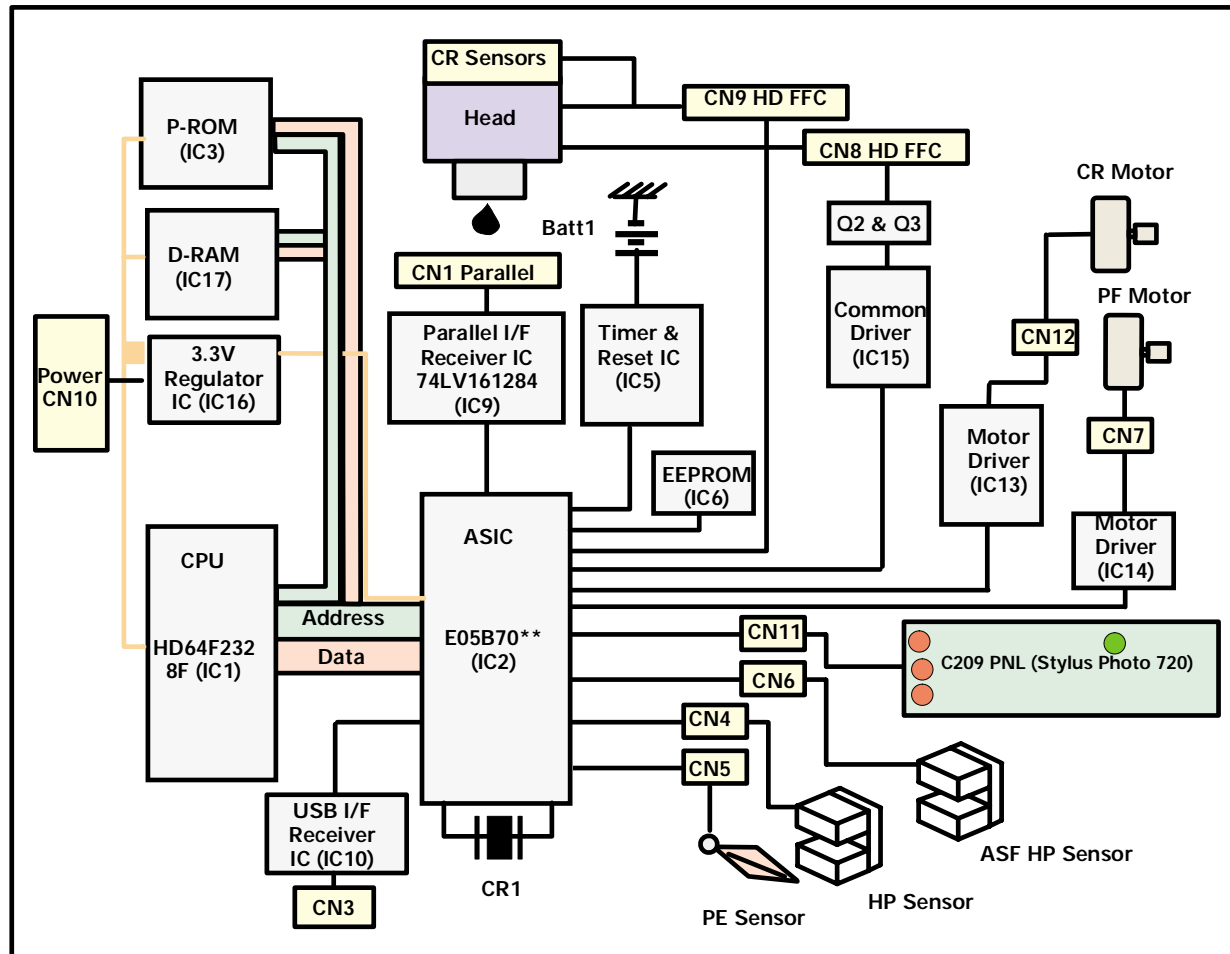 CR Sensors
Head
CN9 HD FFC
CN8 HD FFC
P-ROM
(IC3)
D-RAM
(IC17)
3.3V
Regulator
IC (IC16)
Power
CN10
Batt1
CN1 Parallel
Parallel I/F
Receiver IC
74LV161284
(IC9)
Timer &
Reset IC
(IC5)
Q2 & Q3
Common
Driver
(IC15)
CR Motor
PF Motor
CN12
CN7
Motor
Driver
(IC13)
Motor
Driver
(IC14)
EEPROM
(IC6)
ASIC
E05B70**
(IC2)
CPU
HD64F232
8F (IC1)
Address
Data
CN11
C209 PNL (Stylus Photo 720)
CN6
CN4
CN5
USB I/F
Receiver
IC (IC10)
CN3
CR1
PE Sensor
HP Sensor
ASF HP Sensor